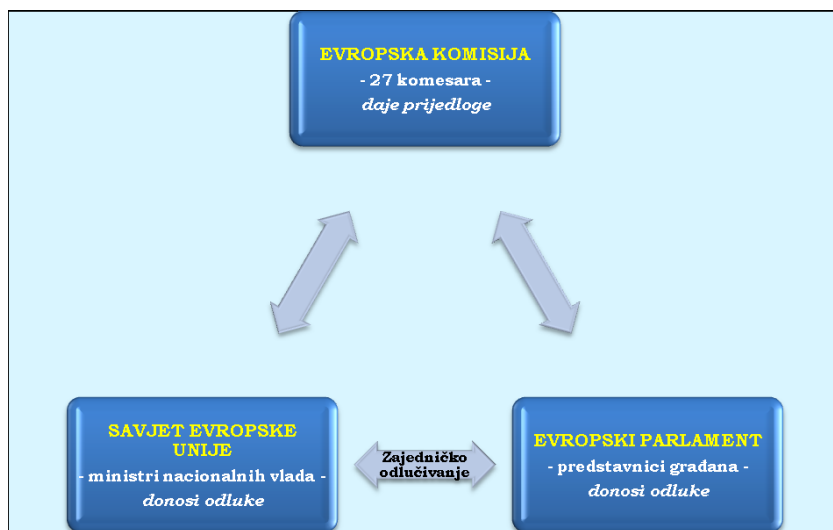 EVROPSKA KOMISIJA
- 27 komesara -
daje prijedloge
SAVJET EVROPSKE
UNIJE
- ministri nacionalnih vlada -
donosi odluke
Zajedničko
odlučivanje
EVROPSKI PARLAMENT
- predstavnici građana -
donosi odluke